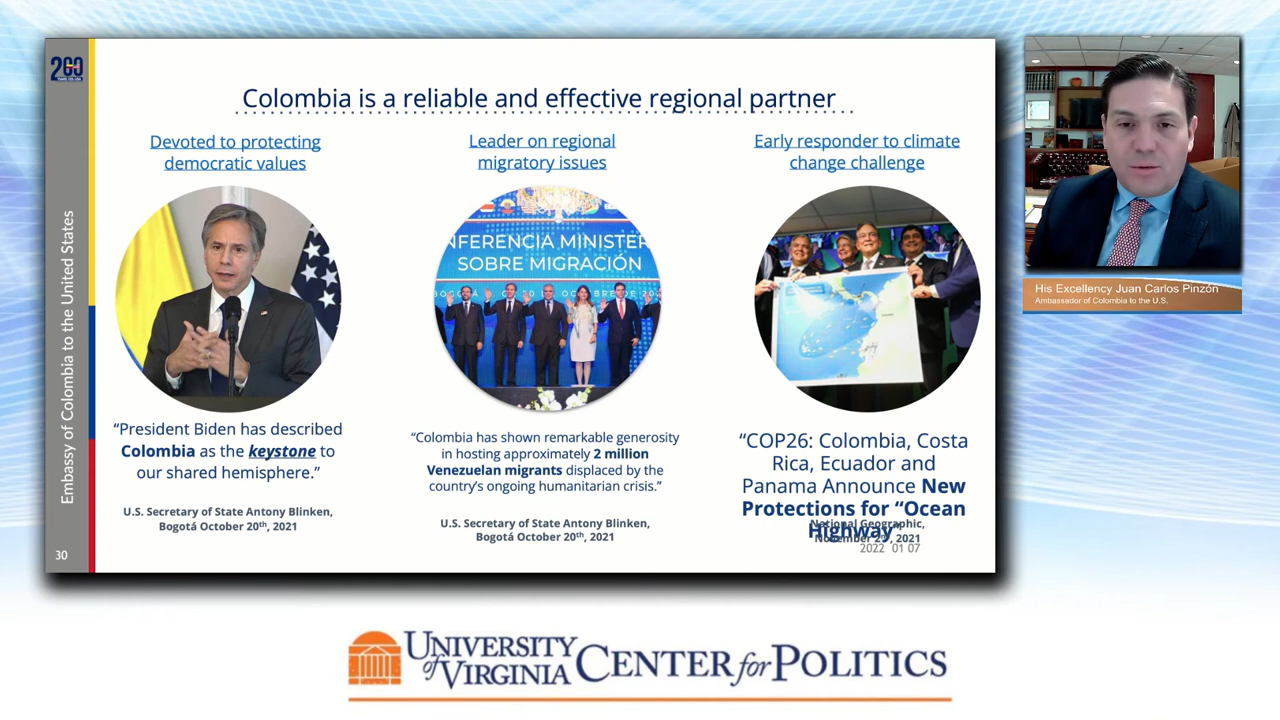 200
YEARS COL-USA
Embassy of Colombia to the United States
30
Colombia is a reliable and effective regional partner
Devoted to protecting
democratic values
“President Biden has described
Colombia as the keystone to
our shared hemisphere.”
U.S. Secretary of State Antony Blinken,
Bogotá October 20th, 2021
Leader on regional
migratory issues
NFERENCIA MINISTER
SOBRE MIGRACIÓN
“Colombia has shown remarkable generosity
in hosting approximately 2 million
Venezuelan migrants displaced by the
country’s ongoing humanitarian crisis.”
U.S. Secretary of State Antony Blinken,
Bogotá October 20th, 2021
Early responder to climate
change challenge
“COP26: Colombia, Costa
Rica, Ecuador and
Panama Announce New
Protections for “Ocean
Highway”
National Geographic,
November 2, 2021
2022 01 07
His Excellency Juan Carlos Pinzón
Ambassador of Colombia to the U.S.
UNIVERSITY of VIRGINIA CENTER for POLITICS